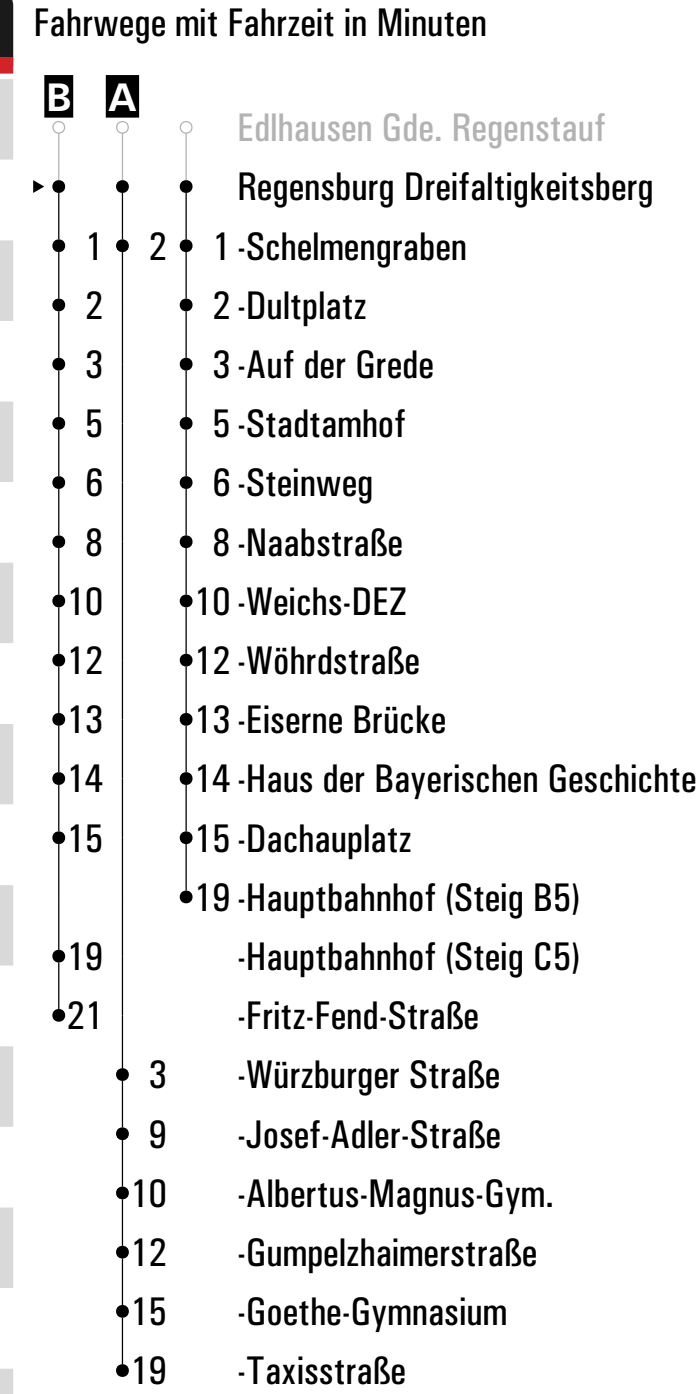 Fahrwege mit Fahrzeit in Minuten
B A
Edlhausen Gde. Regenstauf
Regensburg Dreifaltigkeitsberg
1 2 1 -Schelmengraben
2 2 -Dultplatz
3 3 -Auf der Grede
5 5 -Stadtamhof
6 6 -Steinweg
8 8 -Naabstraße
10 10 -Weichs-DEZ
12 12 -Wöhrdstraße
13 13 -Eiserne Brücke
14 14 -Haus der Bayerischen Geschichte
15 15 -Dachauplatz
19 -Hauptbahnhof (Steig B5)
19 -Hauptbahnhof (Steig C5)
21 -Fritz-Fend-Straße
3 -Würzburger Straße
9 -Josef-Adler-Straße
10 -Albertus-Magnus-Gym.
12 -Gumpelzhaimerstraße
15 -Goethe-Gymnasium
19 -Taxisstraße